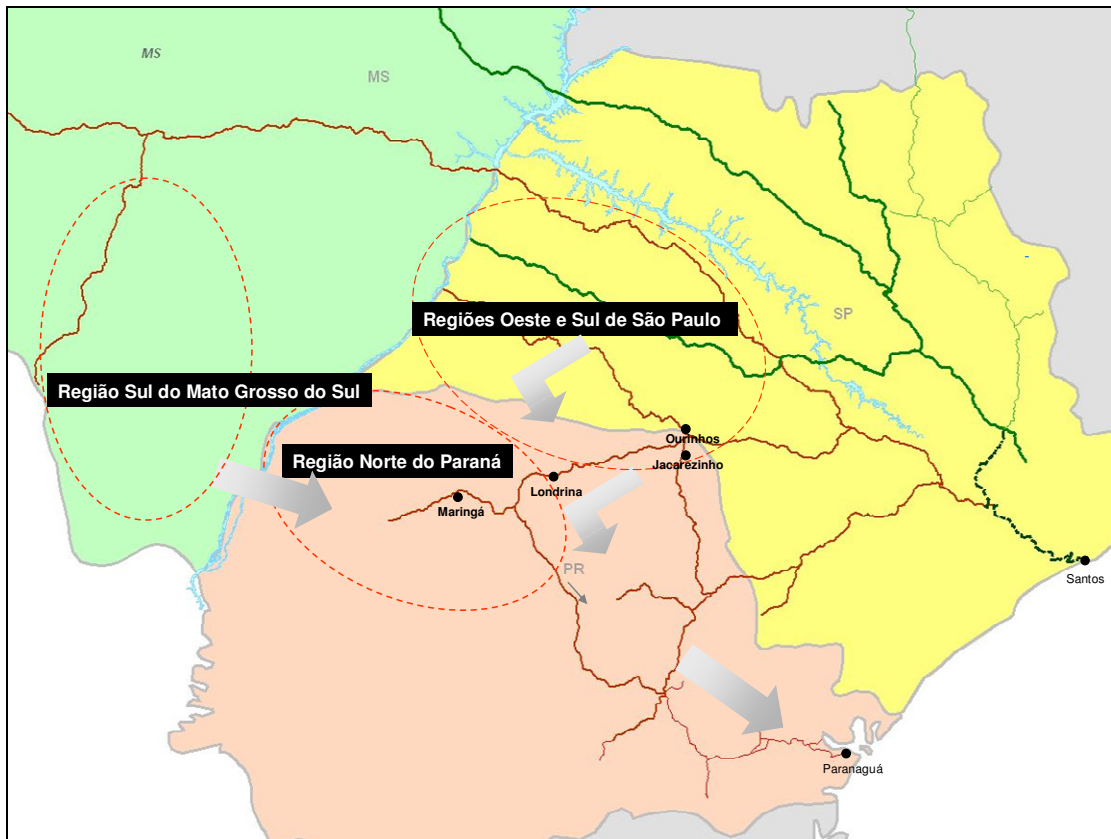 MS
MS
Regiões Oeste e Sul de São Paulo
SP
Região Sul do Mato Grosso do Sul
Ourinhos
Região Norte do Paraná
Jacarezinho
Londrina
Maringá
PR
Santos
Paranaguá